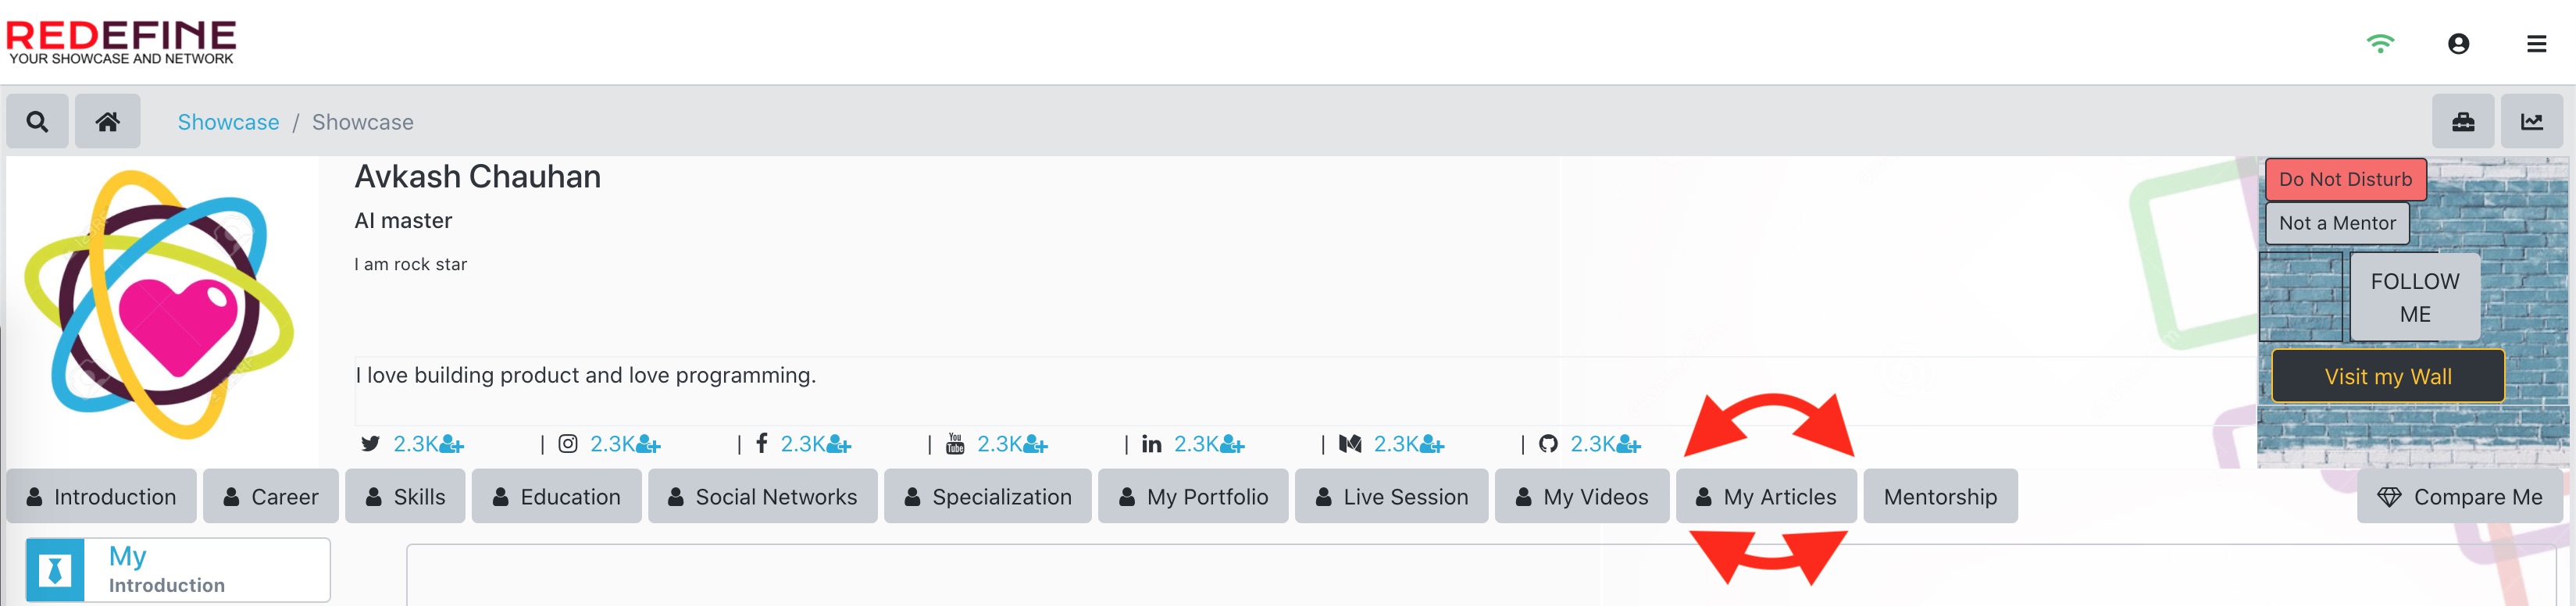 REDEFINE
YOUR SHOWCASE AND NETWORK
Showcase / Showcase
Avkash Chauhan
AI master
I am rock star
I love building product and love programming.
Do Not Disturb
Not a Mentor
FOLLOW
ME
Visit my Wall
2.3K | 2.3K | 2.3K | You Tube 2.3K | in 2.3K | 2.3K | 2.3K
Introduction Career Skills Education Social Networks Specialization My Portfolio Live Session My Videos My Articles Mentorship Compare Me
My
Introduction